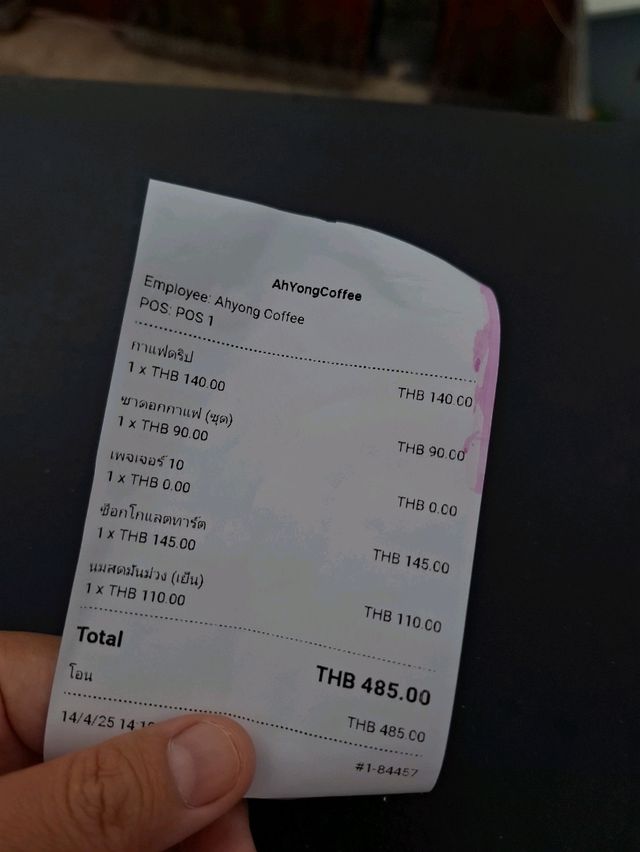 AhYongCoffee
Employee: Ahyong Coffee
POS: POS 1
กาแฟดริป
1 x THB 140.00 THB 140.00
ชาดอกกาแฟ (ชุด)
1 x THB 90.00 THB 90.00
เพจเจอร์ 10
1 x THB 0.00 THB 0.00
ช็อกโกแลตทาร์ต
1 x THB 145.00 THB 145.00
นมสดมันม่วง (เย็น)
1 x THB 110.00 THB 110.00
Total THB 485.00
โอน THB 485.00
14/4/25 #1-84457